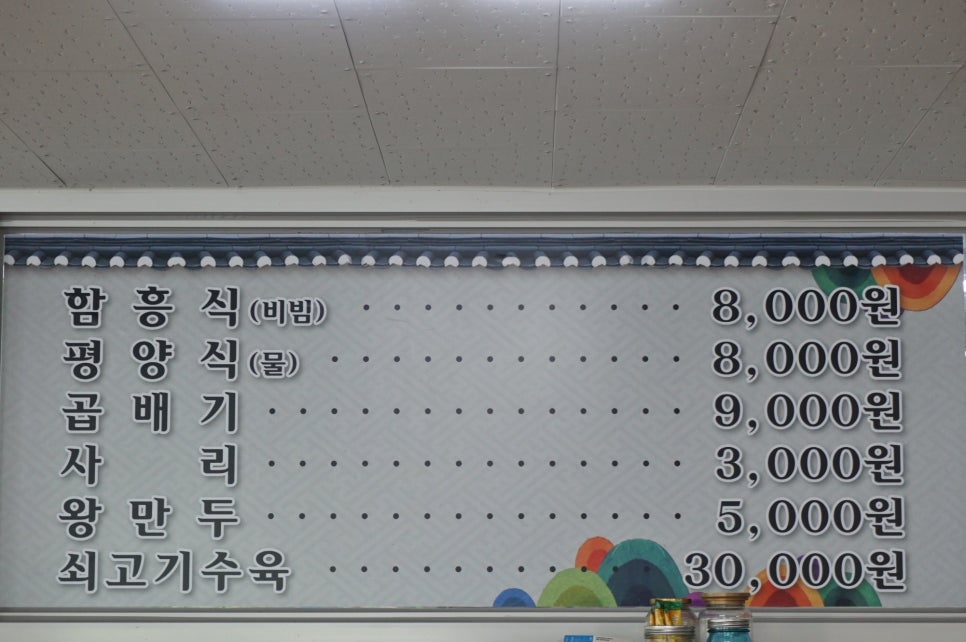 함 흥 식 (비빔) · · · · · · · · · · · 8,000원
평 양 식 (물) · · · · · · · · · · · · 8,000원
곱 배 기 · · · · · · · · · · · · · · 9,000원
사 리 · · · · · · · · · · · · · · 3,000원
왕 만 두 · · · · · · · · · · · · · · 5,000원
쇠고기수육 · · · · · · · · · · · · 30,000원